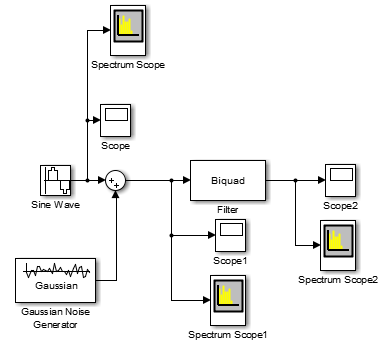 Spectrum Scope
Scope
Sine Wave
Biquad
Filter
Scope2
Scope1
Spectrum Scope2
Gaussian
Gaussian Noise
Generator
Spectrum Scope1